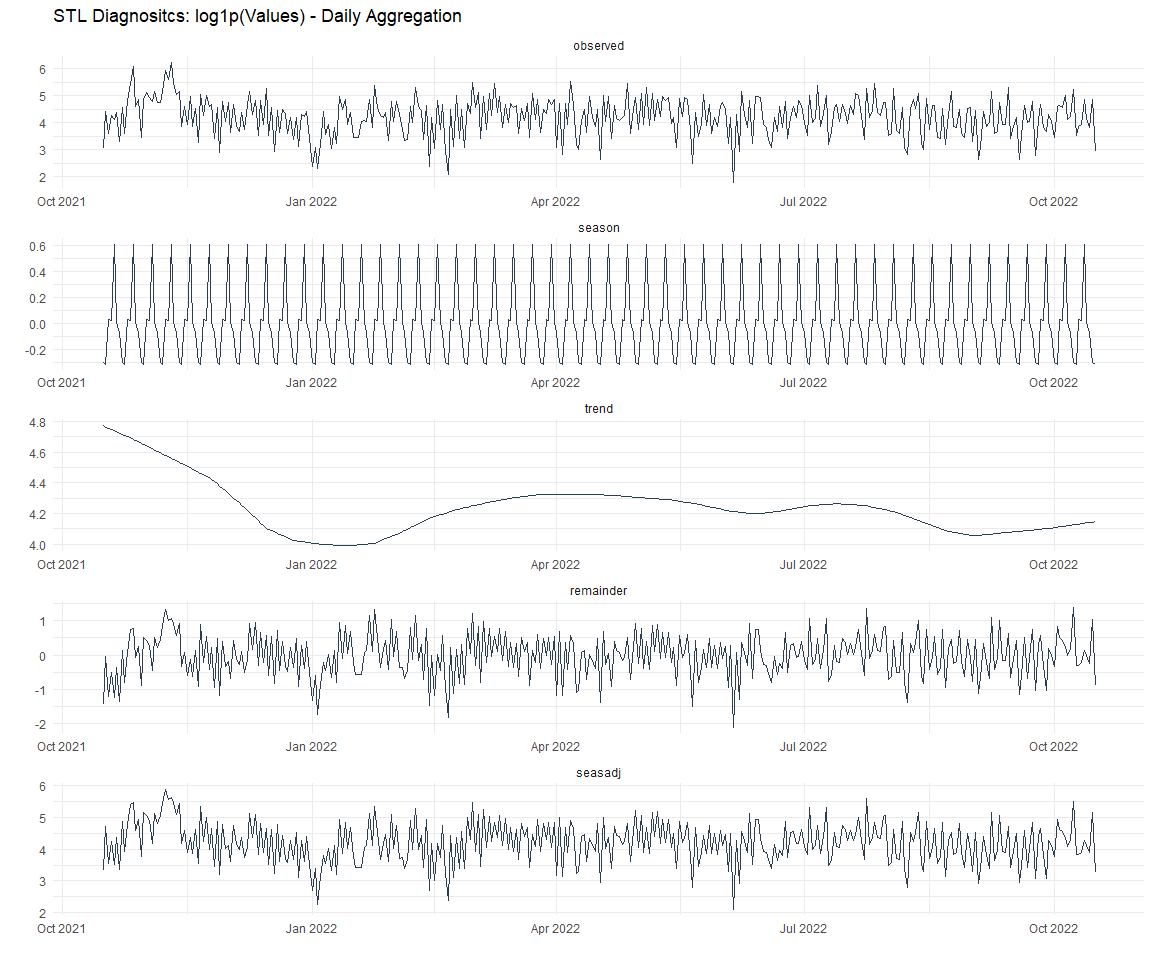 STL Diagnositcs: log1p(Values) - Daily Aggregation
observed
6
5
4
3
2
Oct 2021 Jan 2022 Apr 2022 Jul 2022 Oct 2022
season
0.6
0.4
0.2
0.0
-0.2
Oct 2021 Jan 2022 Apr 2022 Jul 2022 Oct 2022
trend
4.8
4.6
4.4
4.2
4.0
Oct 2021 Jan 2022 Apr 2022 Jul 2022 Oct 2022
remainder
1
0
-1
-2
Oct 2021 Jan 2022 Apr 2022 Jul 2022 Oct 2022
seasadj
6
5
4
3
2
Oct 2021 Jan 2022 Apr 2022 Jul 2022 Oct 2022